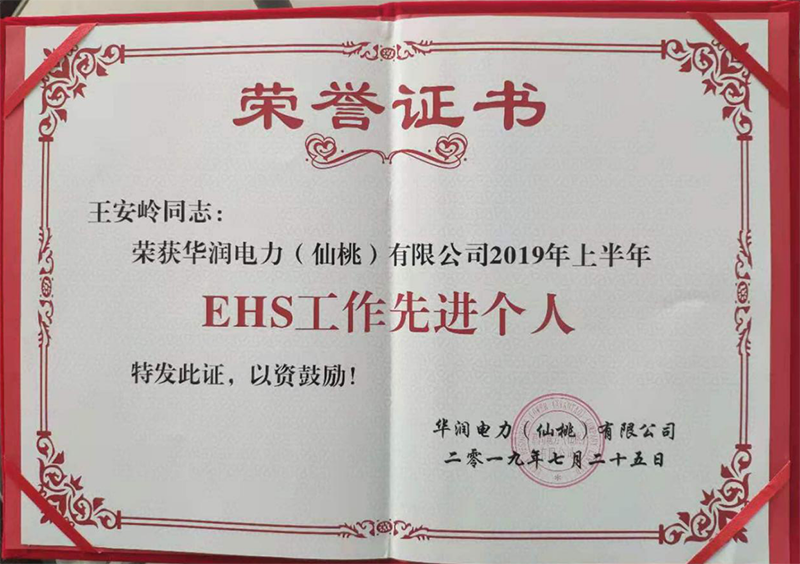 荣誉证书
王安岭同志：
荣获华润电力（仙桃）有限公司2019年上半年
EHS工作先进个人
特发此证，以资鼓励！
华润电力（仙桃）有限公司
二零一九年七月二十五日